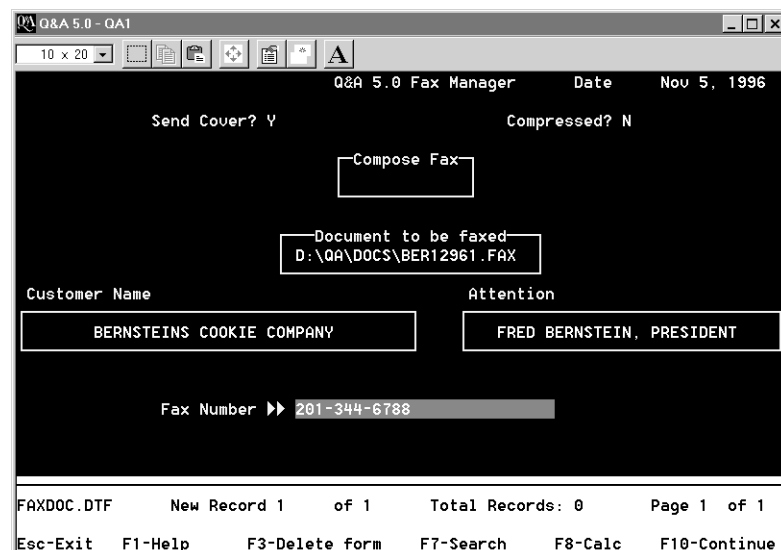 Q&A 5.0 - QA1
10 x 20
A
Q&A 5.0 Fax Manager Date Nov 5, 1996
Send Cover? Y Compressed? N
Compose Fax
Document to be faxed
D:\QA\DOCS\BER12961.FAX
Customer Name Attention
BERNSTEINS COOKIE COMPANY FRED BERNSTEIN, PRESIDENT
Fax Number ►► 201-344-6788
FAXDOC.DTF New Record 1 of 1 Total Records: 0 Page 1 of 1
Esc-Exit F1-Help F3-Delete form F7-Search F8-Calc F10-Continue